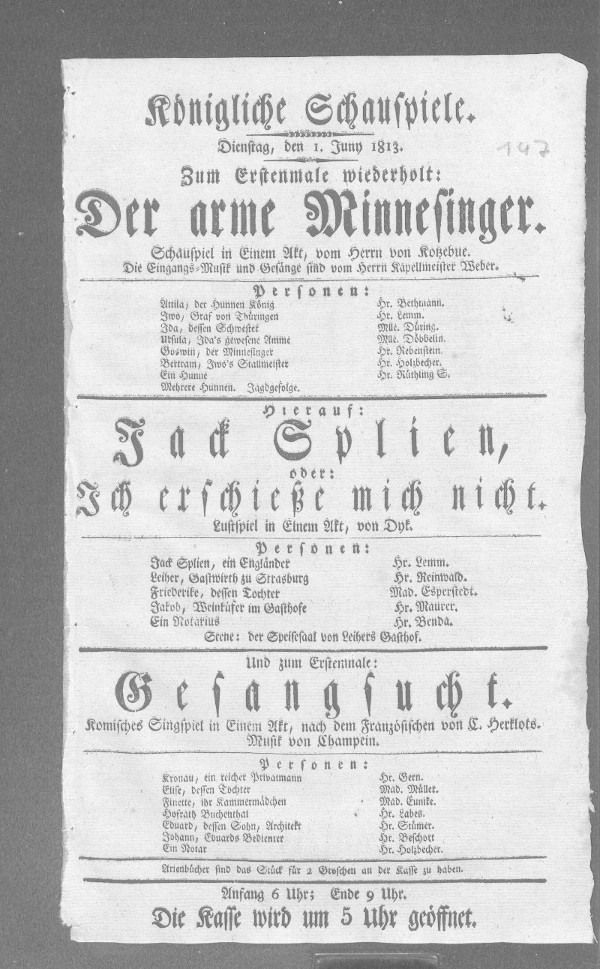 Königliche Schauspiele.
Dienstag, den 1. Juny 1813.
147
Zum Erstenmale wiederholt:
Der arme Minnesinger.
Schauspiel in Einem Akt, vom Herrn von Kotzebue.
Die Eingangs-Musik und Gesänge sind vom Herrn Kapellmeister Weber.
Personen:
Attila, der Hunnen König Hr. Bethmann.
Iwo, Graf von Thüringen Hr. Lemm.
Ida, dessen Schwester Mlle. Düring.
Ursula, Ida's gewesene Amme Mlle. Döbbelin.
Goswin, der Minnesinger Hr. Rebenstein.
Bertram, Iwo's Stallmeister Hr. Holzbecher.
Ein Hunne Hr. Rüthling S.
Mehrere Hunnen. Jagdgefolge.
Hierauf:
Jack Splien,
oder:
Ich erschieße mich nicht.
Lustspiel in Einem Akt, von Dyk.
Personen:
Jack Splien, ein Engländer Hr. Lemm.
Leiher, Gastwirth zu Strasburg Hr. Reinwald.
Friederike, dessen Tochter Mad. Esperstedt.
Jakob, Weinküfer im Gasthofe Hr. Maurer.
Ein Notarius Hr. Benda.
Scene: der Speisesaal von Leihers Gasthof.
Und zum Erstenmale:
Gesangsucht.
Komisches Singspiel in Einem Akt, nach dem Französischen von C. Herklots.
Musik von Champein.
Personen:
Kronau, ein reicher Privatmann Hr. Gern.
Elise, dessen Tochter Mad. Müller.
Finette, ihr Kammermädchen Mad. Eunike.
Hofrath Buchenthal Hr. Labes.
Eduard, dessen Sohn, Architekt Hr. Stümer.
Johann, Eduards Bedienter Hr. Beschort
Ein Notar Hr. Holzbecher.
Arienbücher sind das Stück für 2 Groschen an der Kasse zu haben.
Anfang 6 Uhr; Ende 9 Uhr.
Die Kasse wird um 5 Uhr geöffnet.